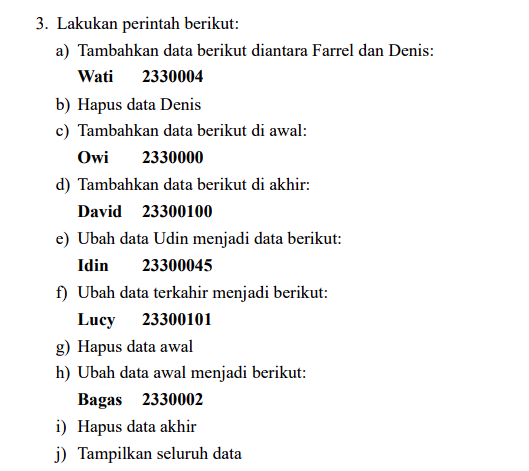 3. Lakukan perintah berikut:
a) Tambahkan data berikut diantara Farrel dan Denis:
Wati 2330004
b) Hapus data Denis
c) Tambahkan data berikut di awal:
Owi 2330000
d) Tambahkan data berikut di akhir:
David 23300100
e) Ubah data Udin menjadi data berikut:
Idin 23300045
f) Ubah data terkahir menjadi berikut:
Lucy 23300101
g) Hapus data awal
h) Ubah data awal menjadi berikut:
Bagas 2330002
i) Hapus data akhir
j) Tampilkan seluruh data